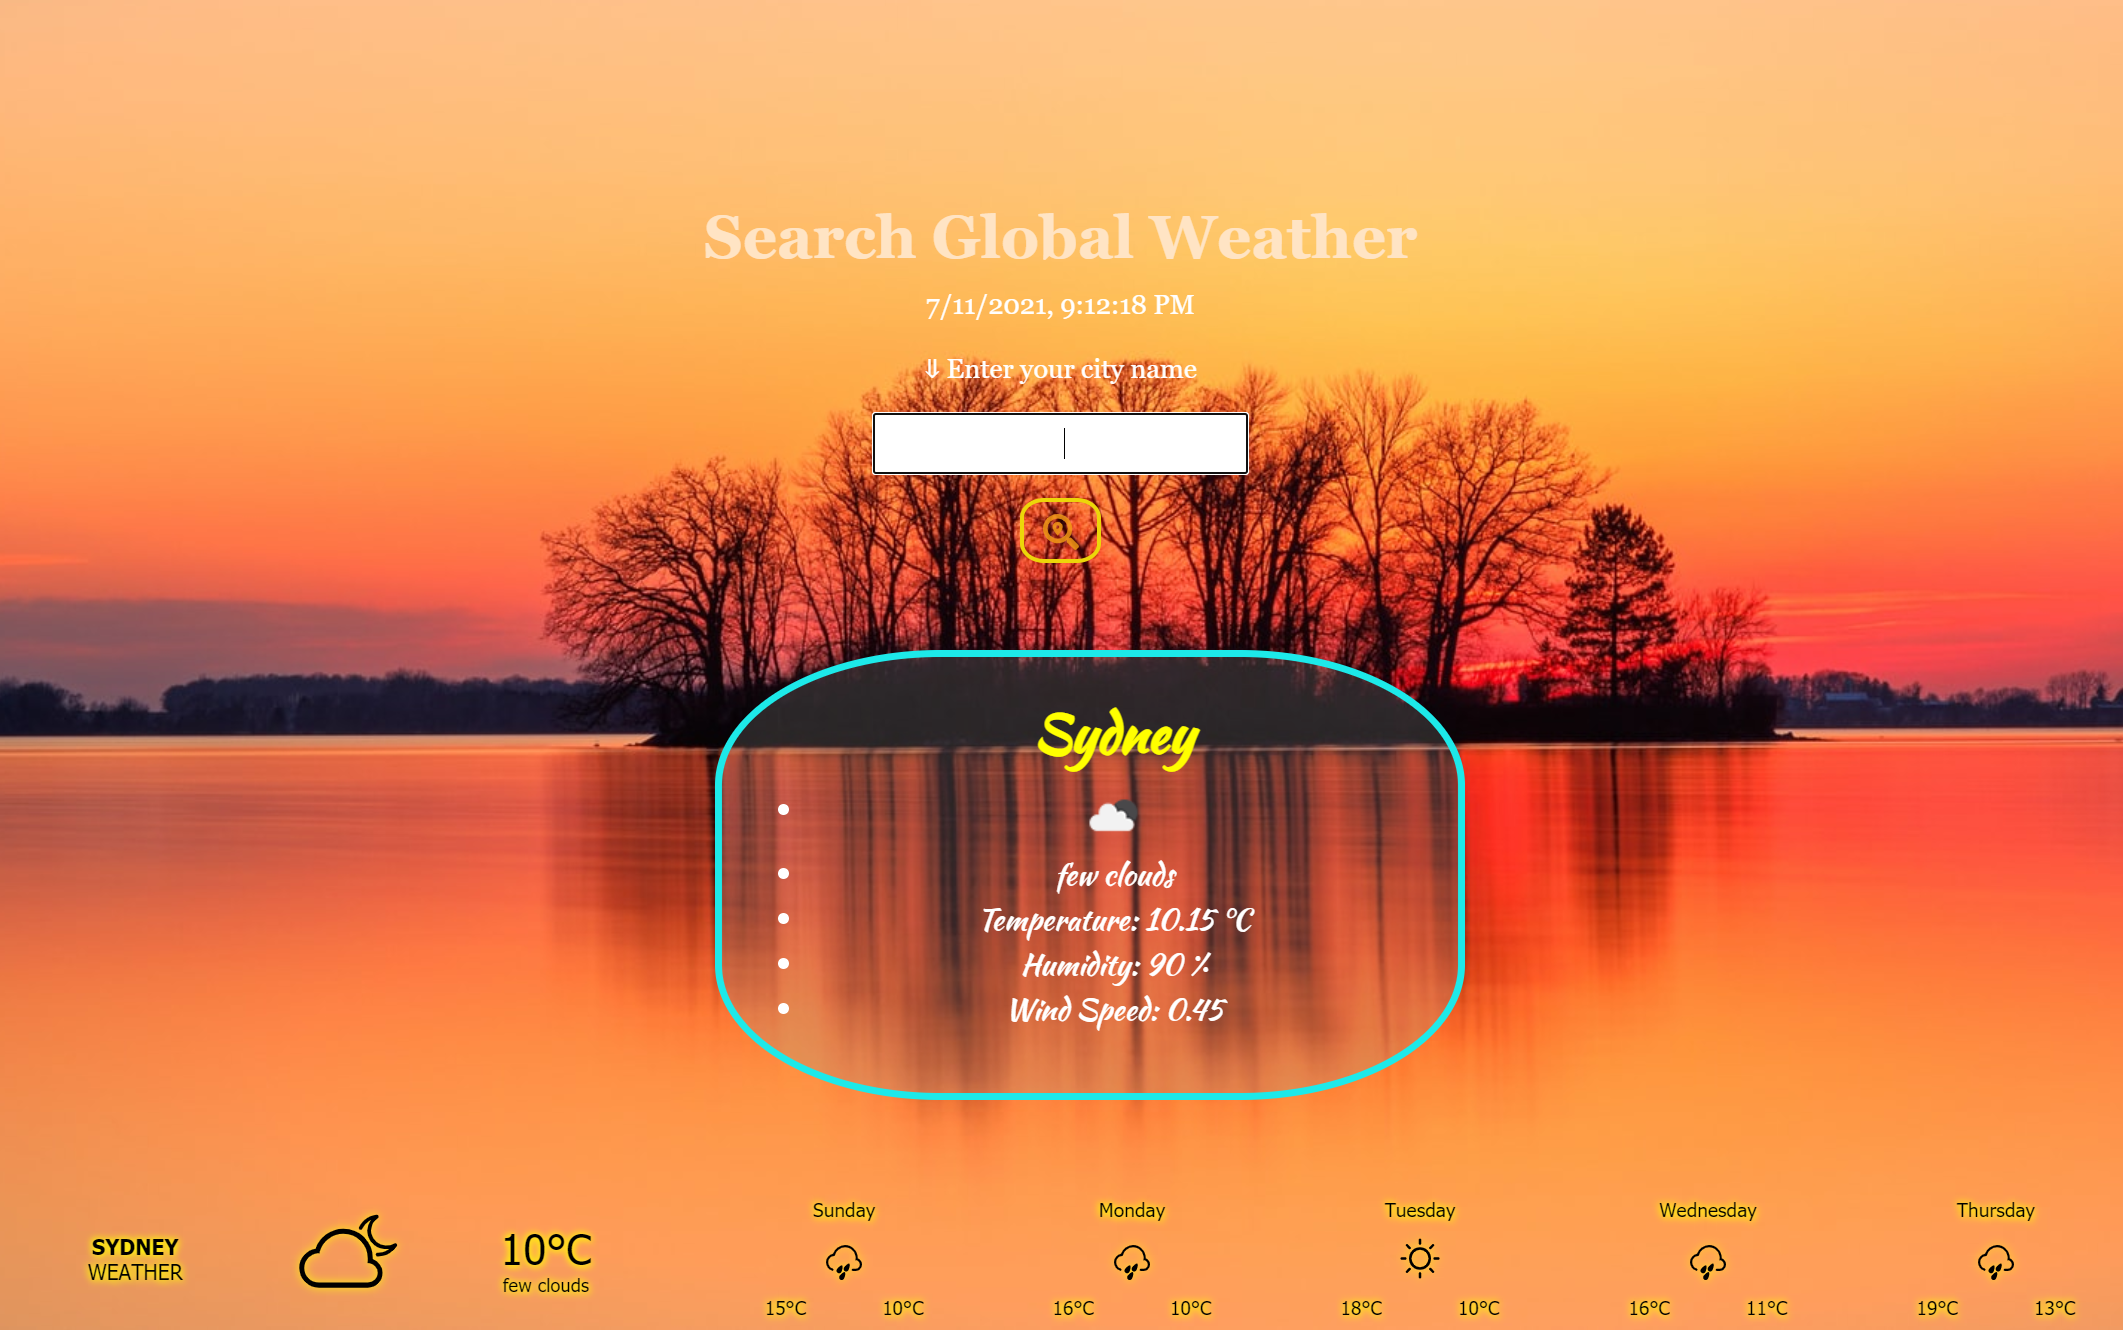 Search Global Weather
7/11/2021, 9:12:18 PM
⤋ Enter your city name
Sydney
few clouds
Temperature: 10.15 °C
Humidity: 90 %
Wind Speed: 0.45
SYDNEY
WEATHER
10°C
few clouds
Sunday
15°C 10°C
Monday
16°C 10°C
Tuesday
18°C 10°C
Wednesday
16°C 11°C
Thursday
19°C 13°C